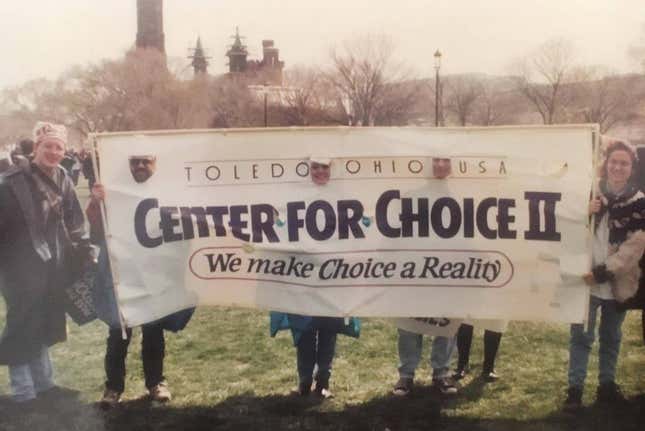 TOLEDO OHIO USA
CENTER·FOR·CHOICE II
We make Choice a Reality